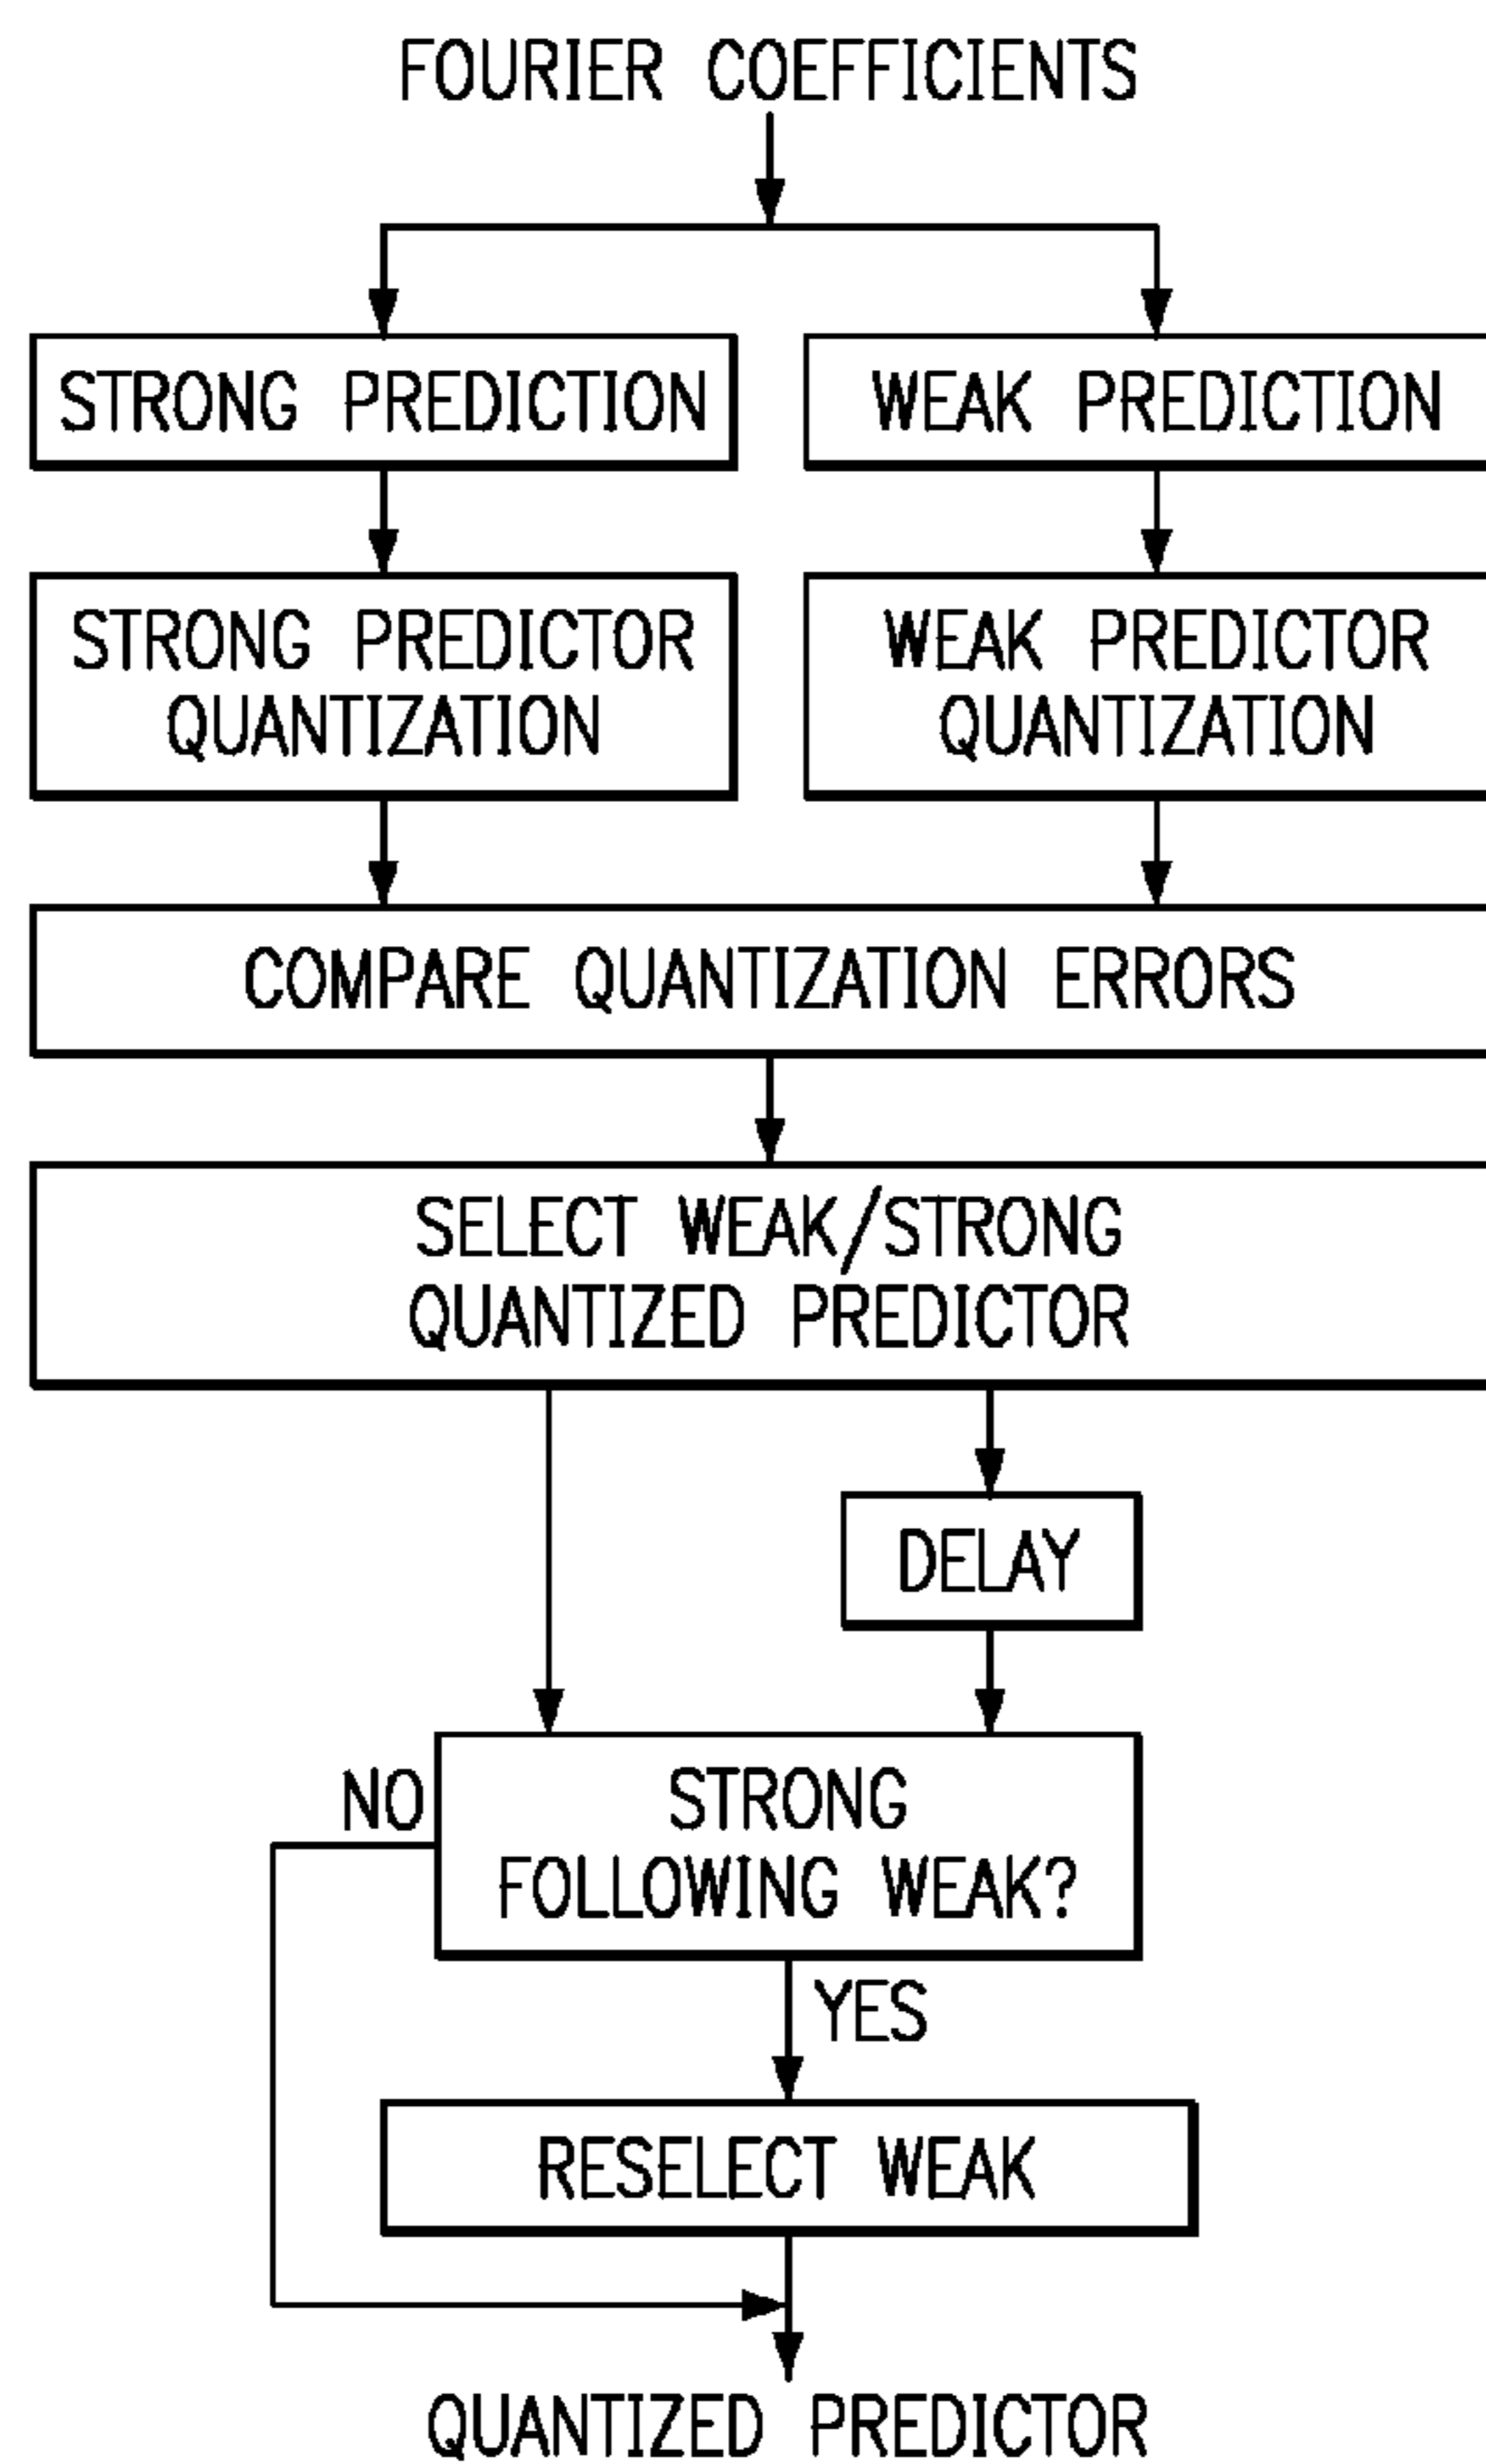 FOURIER COEFFICIENTS
STRONG PREDICTION
WEAK PREDICTION
STRONG PREDICTOR
QUANTIZATION
WEAK PREDICTOR
QUANTIZATION
COMPARE QUANTIZATION ERRORS
SELECT WEAK/STRONG
QUANTIZED PREDICTOR
DELAY
NO
STRONG
FOLLOWING WEAK?
YES
RESELECT WEAK
QUANTIZED PREDICTOR